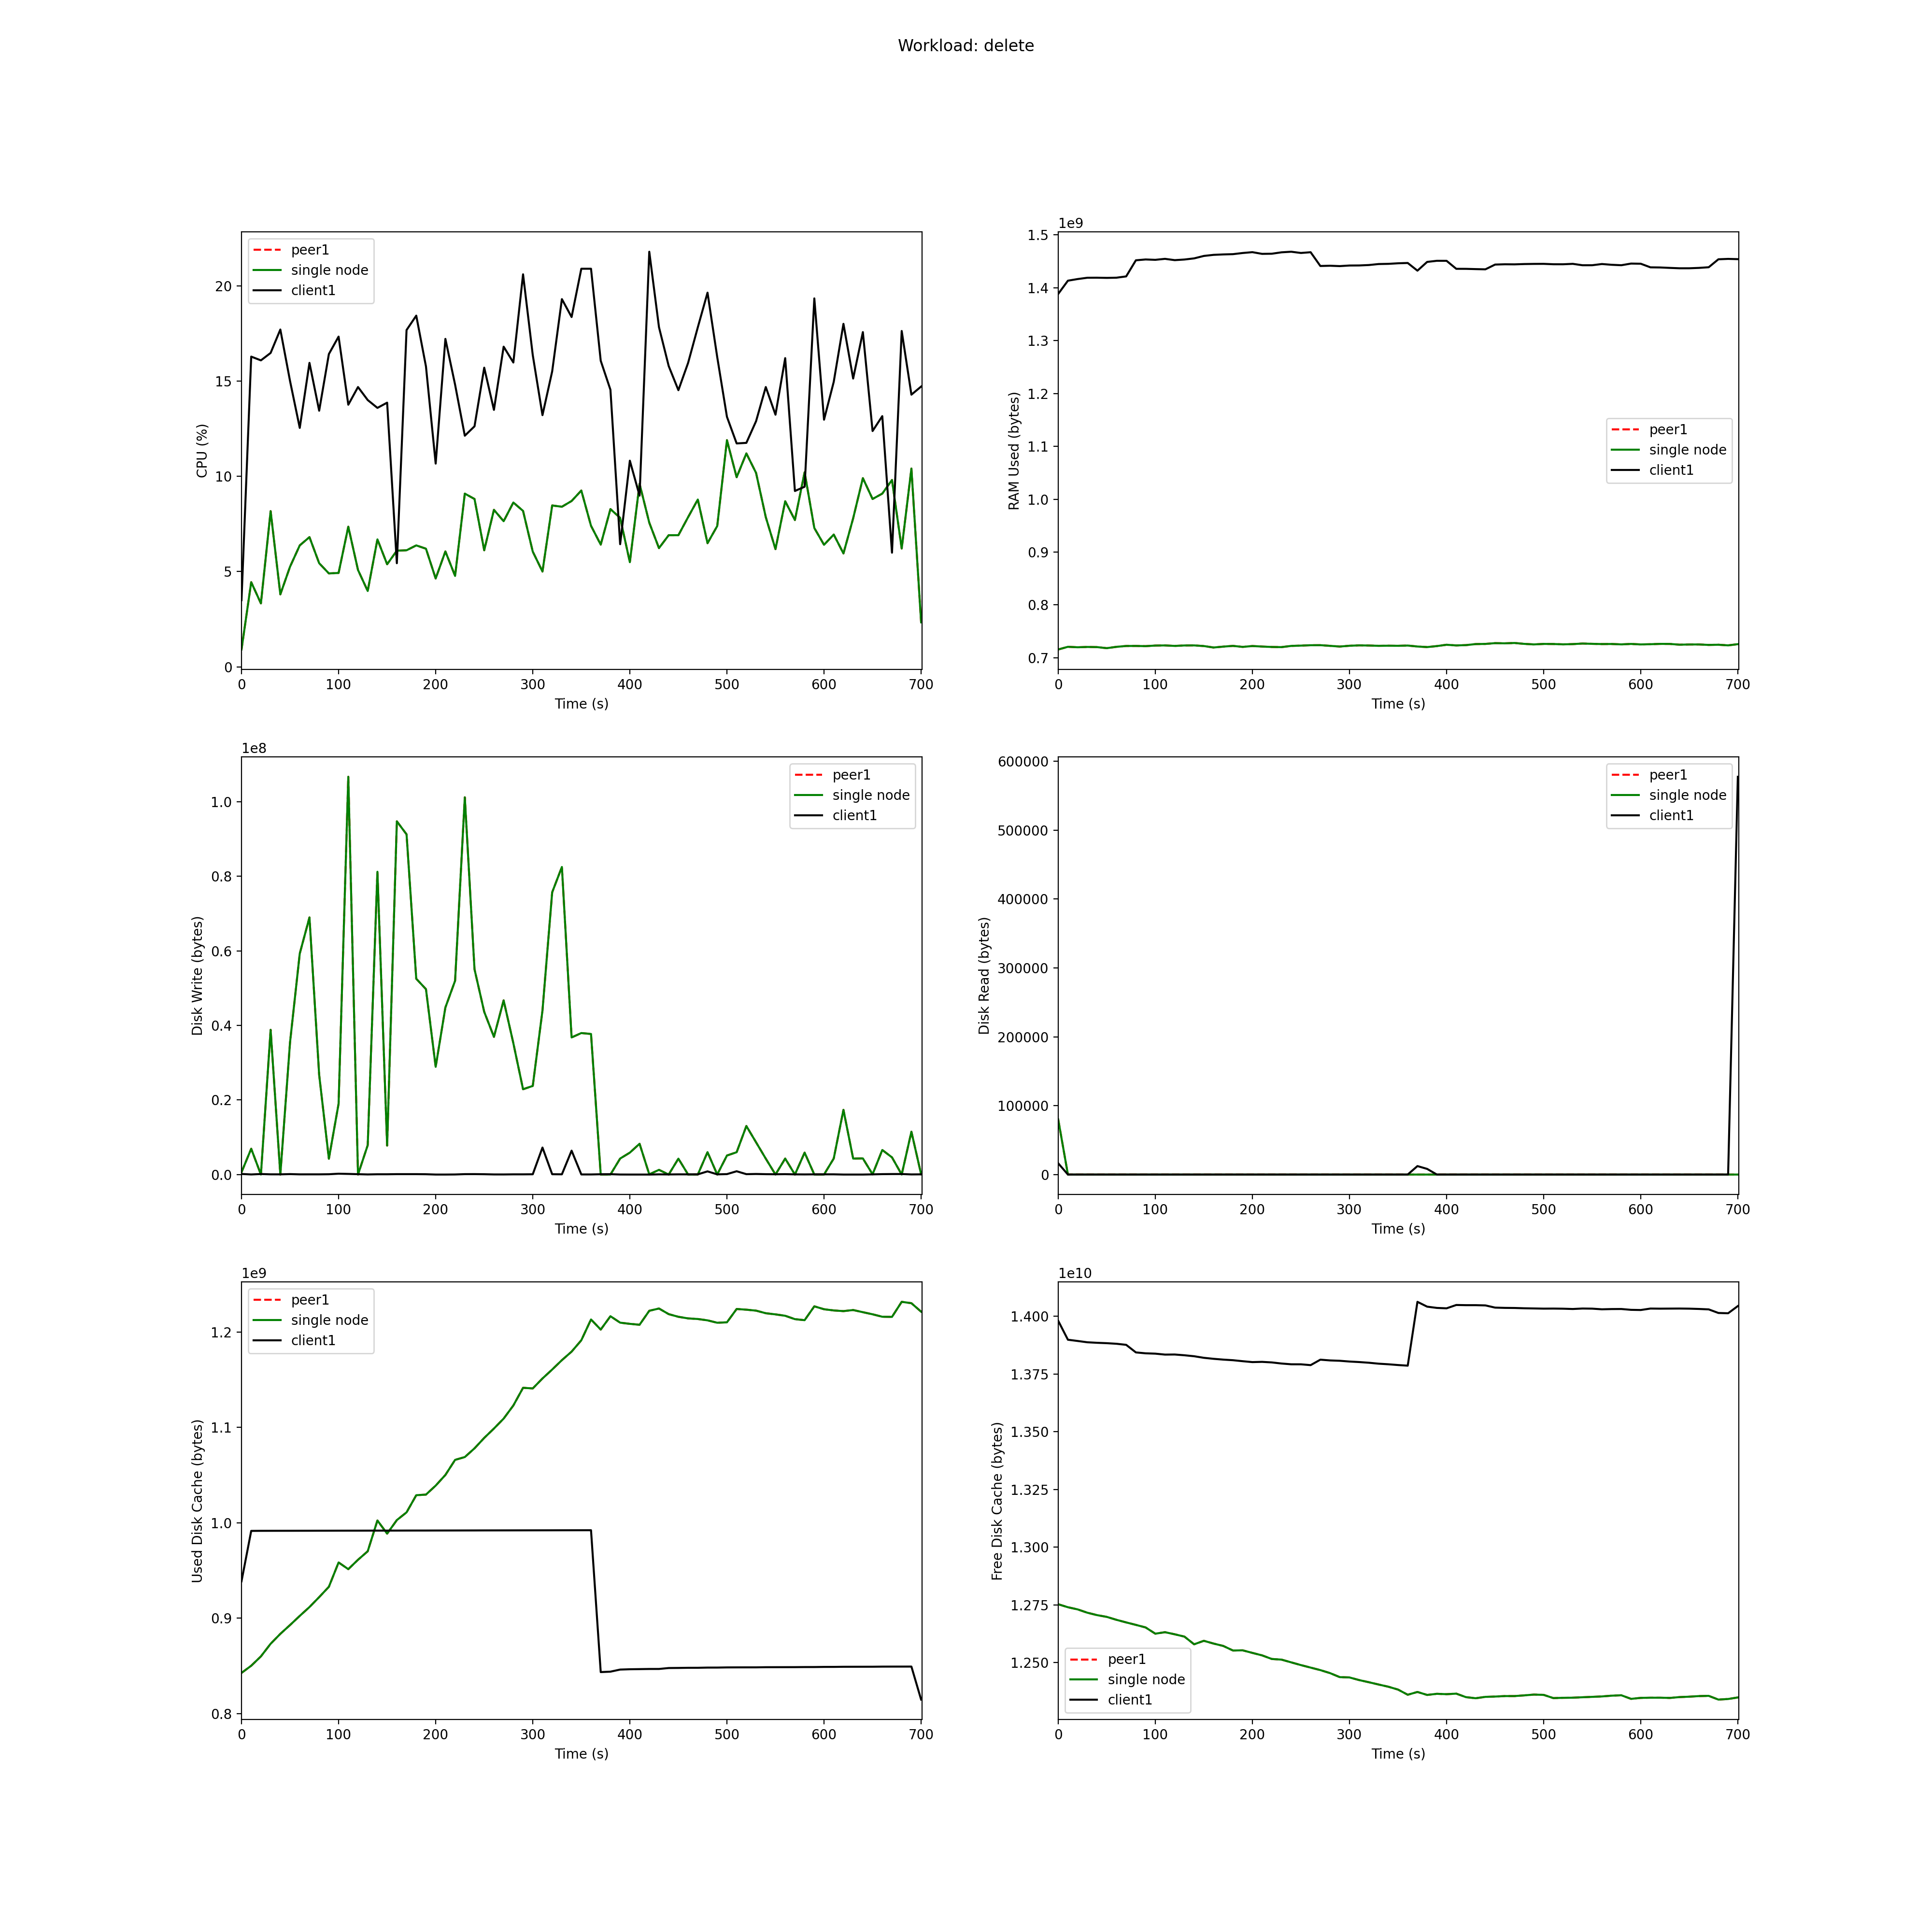 Workload: delete
CPU (%)
20
15
10
5
0
peer1
single node
client1
0 100 200 300 400 500 600 700
Time (s)
1e9
RAM Used (bytes)
1.5
1.4
1.3
1.2
1.1
1.0
0.9
0.8
0.7
peer1
single node
client1
0 100 200 300 400 500 600 700
Time (s)
1e8
Disk Write (bytes)
1.0
0.8
0.6
0.4
0.2
0.0
peer1
single node
client1
0 100 200 300 400 500 600 700
Time (s)
Disk Read (bytes)
600000
500000
400000
300000
200000
100000
0
peer1
single node
client1
0 100 200 300 400 500 600 700
Time (s)
1e9
Used Disk Cache (bytes)
1.2
1.1
1.0
0.9
0.8
peer1
single node
client1
0 100 200 300 400 500 600 700
Time (s)
1e10
Free Disk Cache (bytes)
1.400
1.375
1.350
1.325
1.300
1.275
1.250
peer1
single node
client1
0 100 200 300 400 500 600 700
Time (s)